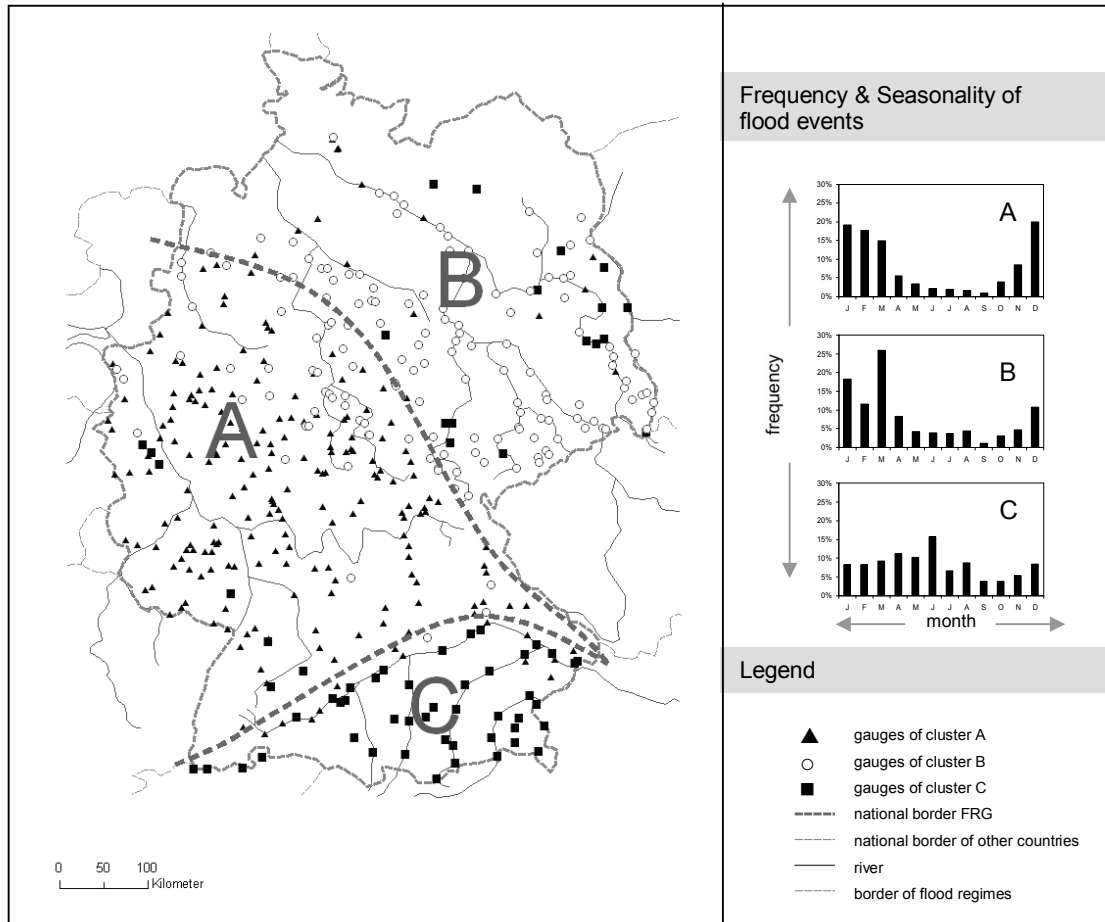 A
B
C
0 50 100
Kilometer
Frequency & Seasonality of
flood events
frequency
30%
25%
20%
15%
10%
5%
0%
A
J F M A M J J A S O N D
30%
25%
20%
15%
10%
5%
0%
B
J F M A M J J A S O N D
30%
25%
20%
15%
10%
5%
0%
C
J F M A M J J A S O N D
month
Legend
gauges of cluster A
gauges of cluster B
gauges of cluster C
national border FRG
national border of other countries
river
border of flood regimes